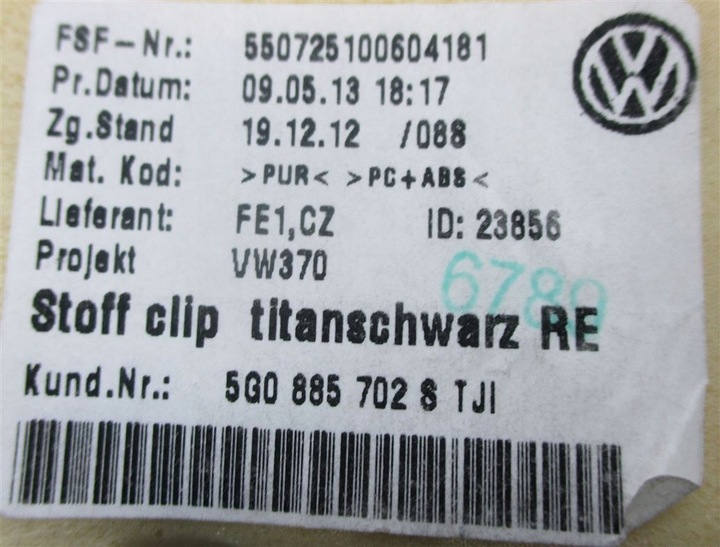 FSF-Nr.: 550725100604181
Pr.Datum: 09.05.13 18:17
Zg.Stand 19.12.12 /088
Mat. Kod: >PUR< >PC+ABS<
Lieferant: FE1,CZ ID: 23856
Projekt VW370
6789
Stoff clip titanschwarz RE
Kund.Nr.: 5G0 885 702 S TJI